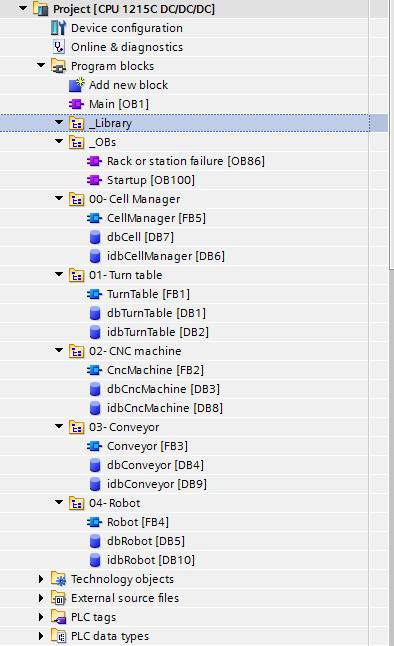 Project [CPU 1215C DC/DC/DC]
Device configuration
Online & diagnostics
Program blocks
Add new block
Main [OB1]
_Library
_OBs
Rack or station failure [OB86]
Startup [OB100]
00- Cell Manager
CellManager [FB5]
dbCell [DB7]
idbCellManager [DB6]
01- Turn table
TurnTable [FB1]
dbTurnTable [DB1]
idbTurnTable [DB2]
02- CNC machine
CncMachine [FB2]
dbCncMachine [DB3]
idbCncMachine [DB8]
03- Conveyor
Conveyor [FB3]
dbConveyor [DB4]
idbConveyor [DB9]
04- Robot
Robot [FB4]
dbRobot [DB5]
idbRobot [DB10]
Technology objects
External source files
PLC tags
PLC data types